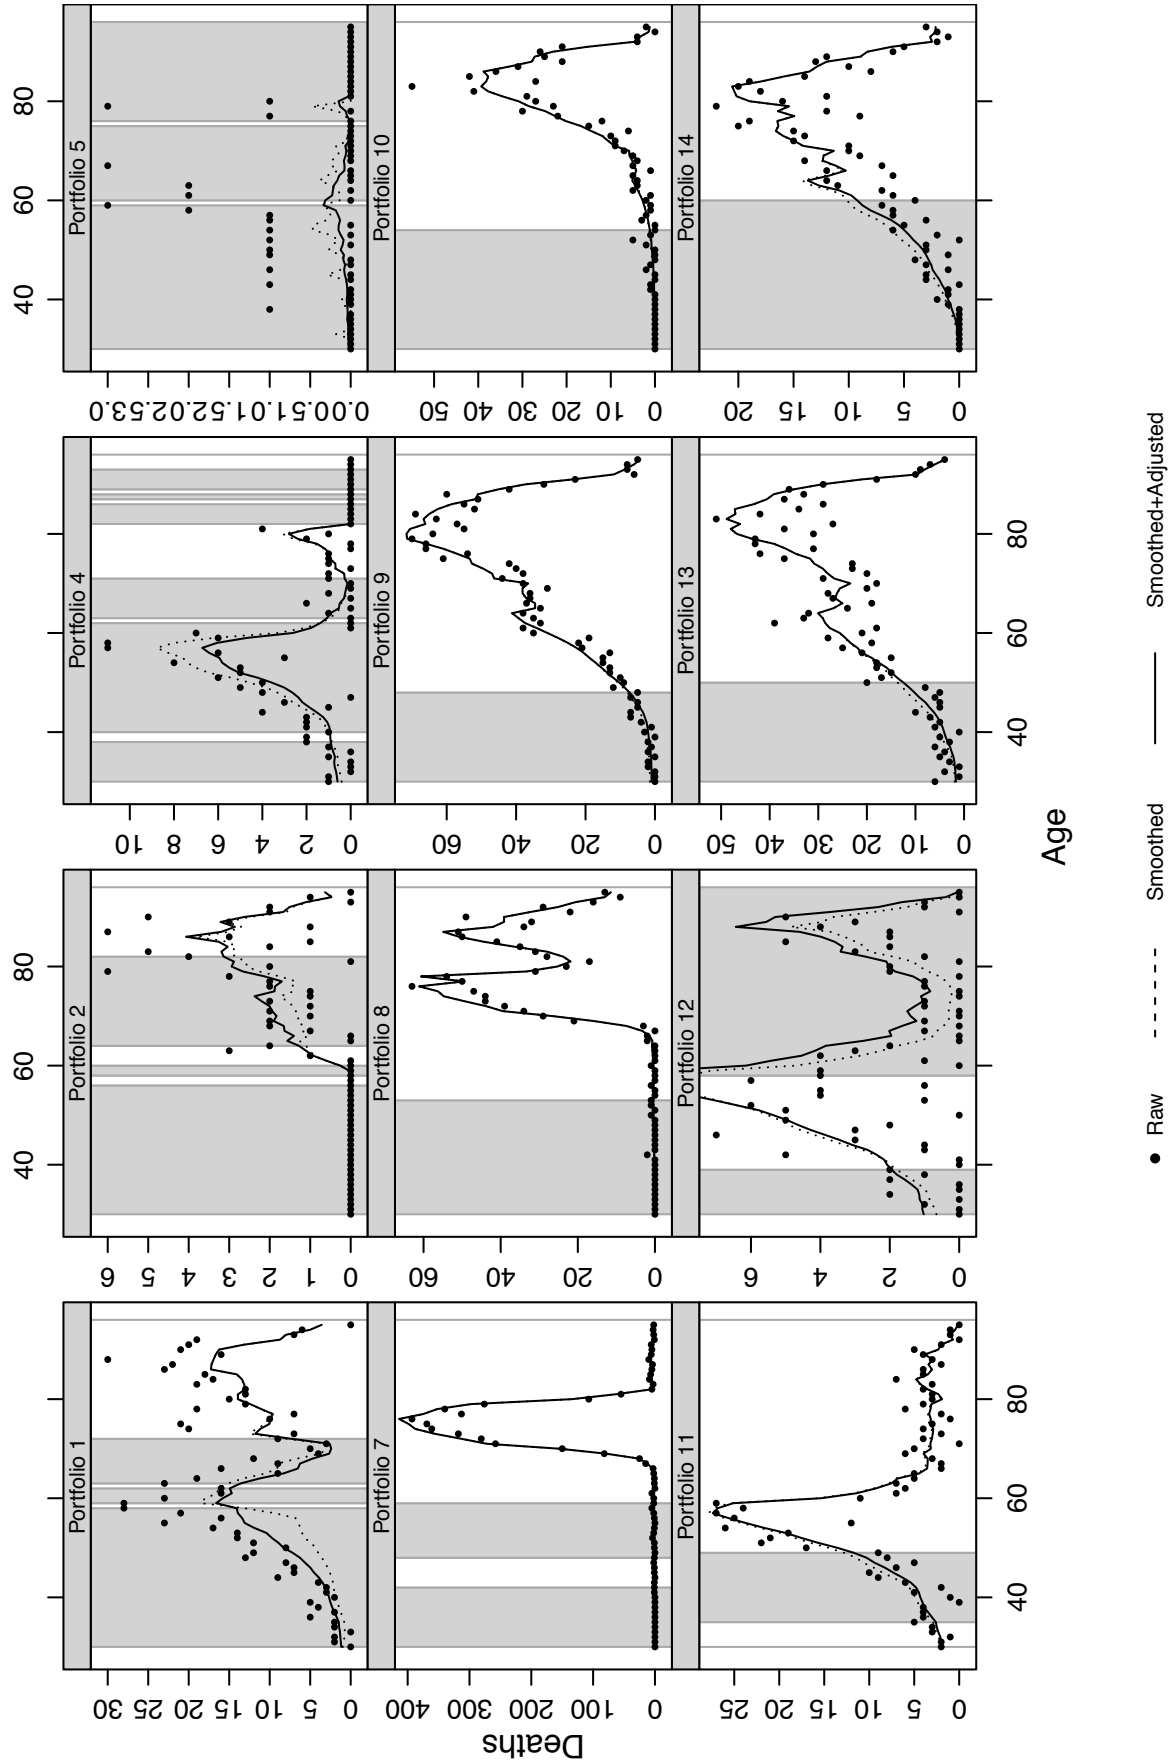 40 60 80
40 60 80
Portfolio 1
0 5 10 15 20 25 30
Portfolio 2
0 1 2 3 4 5 6
Portfolio 4
0 2 4 6 8 10
Portfolio 5
0.0 0.5 1.0 1.5 2.0 2.5 3.0
Deaths
Portfolio 7
0 100 200 300 400
Portfolio 8
0 20 40 60
Portfolio 9
0 20 40 60
Portfolio 10
0 10 20 30 40 50
Portfolio 11
0 5 10 15 20 25
Portfolio 12
0 2 4 6
Portfolio 13
0 10 20 30 40 50
Portfolio 14
0 5 10 15 20
40 60 80
40 60 80
Age
Raw
Smoothed
Smoothed+Adjusted